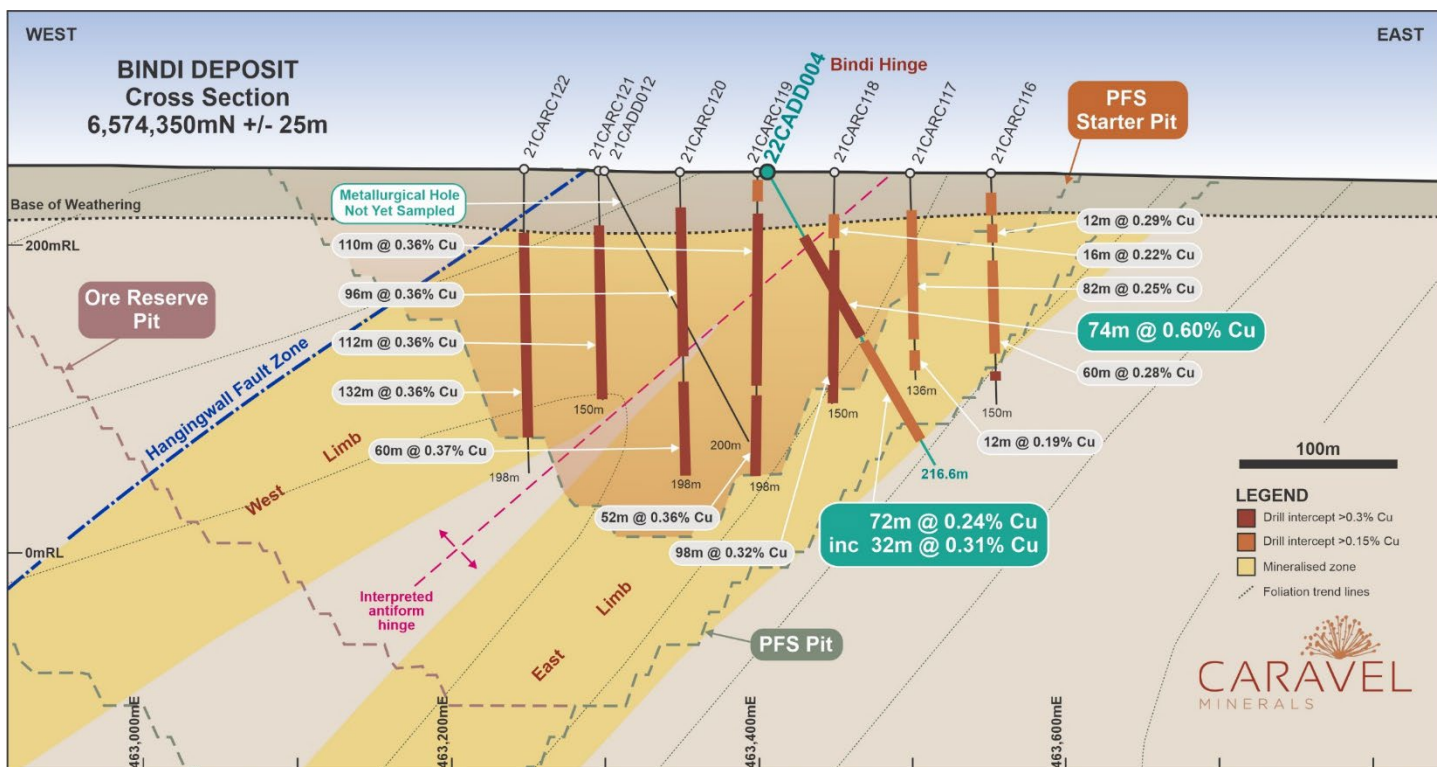 WEST
EAST
BINDI DEPOSIT
Cross Section
6,574,350mN +/- 25m
21CARC122
21CARC121
21CADD012
21CARC120
21CARC119
22CADD004
Bindi Hinge
21CARC118
21CARC117
21CARC116
PFS
Starter Pit
Metallurgical Hole
Not Yet Sampled
Base of Weathering
200mRL
110m @ 0.36% Cu
96m @ 0.36% Cu
112m @ 0.36% Cu
132m @ 0.36% Cu
60m @ 0.37% Cu
52m @ 0.36% Cu
98m @ 0.32% Cu
12m @ 0.29% Cu
16m @ 0.22% Cu
82m @ 0.25% Cu
74m @ 0.60% Cu
60m @ 0.28% Cu
12m @ 0.19% Cu
72m @ 0.24% Cu
inc 32m @ 0.31% Cu
Ore Reserve
Pit
Hangingwall Fault Zone
West
Limb
198m
150m
198m
200m
196m
150m
136m
150m
216.6m
0mRL
Interpreted
antiform
hinge
East
Limb
PFS Pit
100m
LEGEND
Drill intercept >0.3% Cu
Drill intercept >0.15% Cu
Mineralised zone
Foliation trend lines
CARAVEL
MINERALS
463,000mE
463,200mE
463,400mE
463,600mE